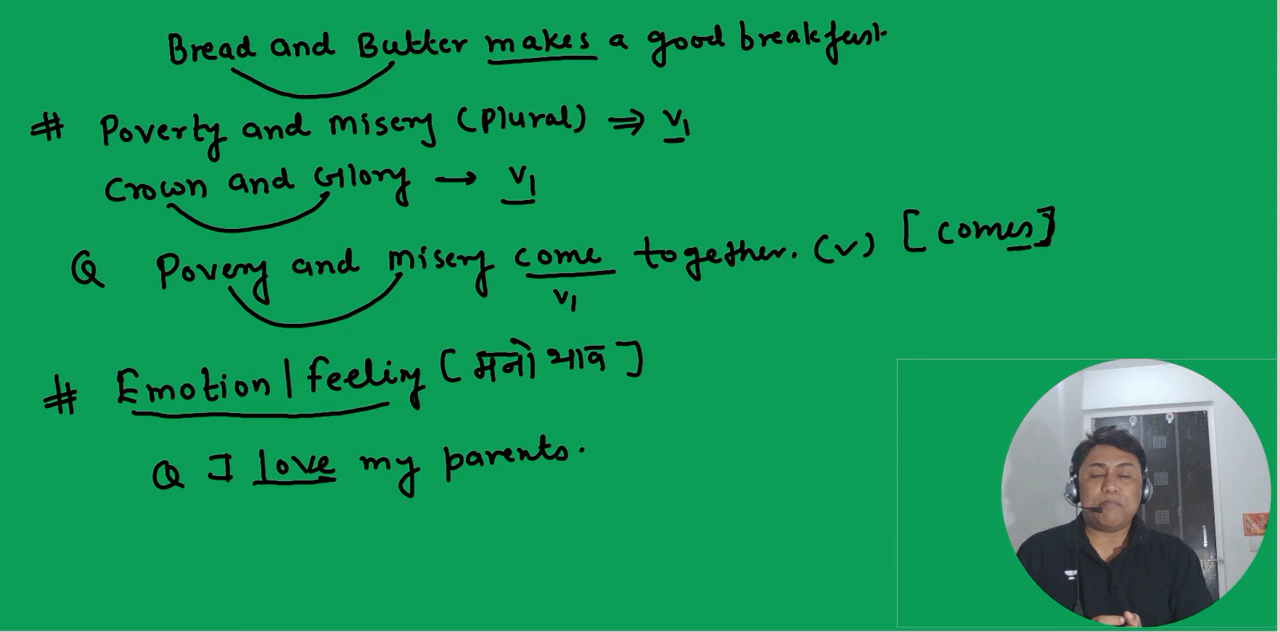 Bread and Butter makes a good breakfast
# Poverty and misery (Plural) ⇒ V1
Crown and Glory → V1
Q Povery and misery come together. (v) [comes]
V1
# Emotion | feeling [मनोभाव]
Q I love my parents.